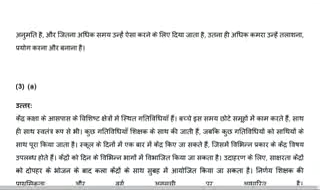 अनुमति है, और जितना अधिक समय उन्हें ऐसा करने के लिए दिया जाता है, उतना ही अधिक कमरा उन्हें तलाशना,
प्रयोग करना और बनाना है।
(3) (a)
उत्तर:
केंद्र कक्षा के आसपास के विशिष्ट क्षेत्रों में स्थित गतिविधियाँ हैं। बच्चे इस समय छोटे समूहों में काम करते हैं, साथ
ही साथ स्वतंत्र रूप से भी। कुछ गतिविधियाँ शिक्षक के साथ की जाती हैं, जबकि कुछ गतिविधियों को साथियों के
साथ पूरा किया जाता है। स्कूल के दिनों में एक बार में केंद्र किए जा सकते हैं, जिसमें विभिन्न प्रकार के केंद्र विषय
उपलब्ध होते हैं। केंद्रों को दिन के विभिन्न भागों में विभाजित किया जा सकता है। उदाहरण के लिए, साक्षरता केंद्रों
को दोपहर के भोजन के बाद कला केंद्रों के साथ सुबह में आयोजित किया जा सकता है। निर्णय शिक्षक की